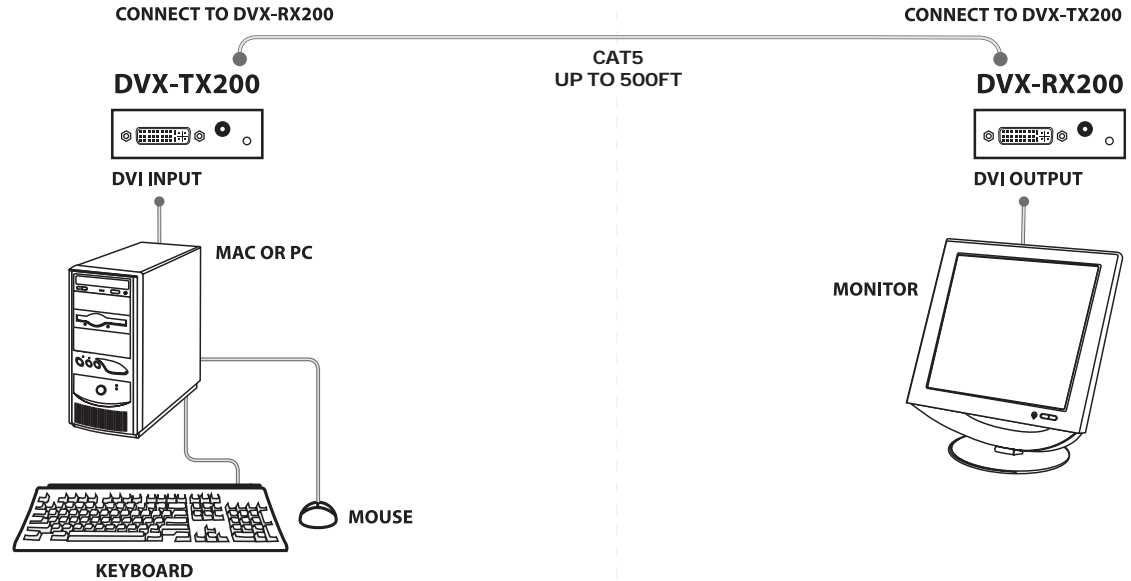 CONNECT TO DVX-RX200
CONNECT TO DVX-TX200
CAT5
UP TO 500FT
DVX-TX200
DVX-RX200
DVI INPUT
DVI OUTPUT
MAC OR PC
MONITOR
MOUSE
KEYBOARD